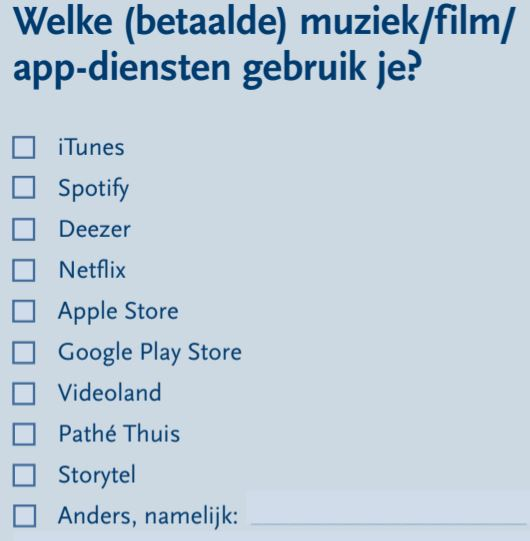 Welke (betaalde) muziek/film/
app-diensten gebruik je?
iTunes
Spotify
Deezer
Netflix
Apple Store
Google Play Store
Videoland
Pathé Thuis
Storytel
Anders, namelijk: